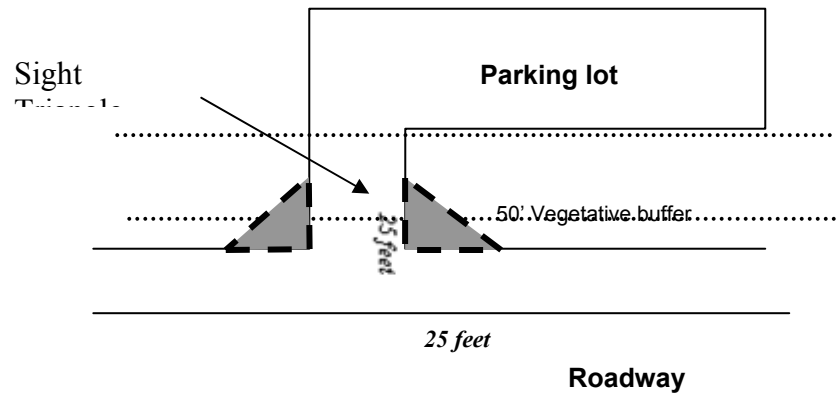 Sight
Parking lot
50' Vegetative buffer
25 feet
25 feet
Roadway